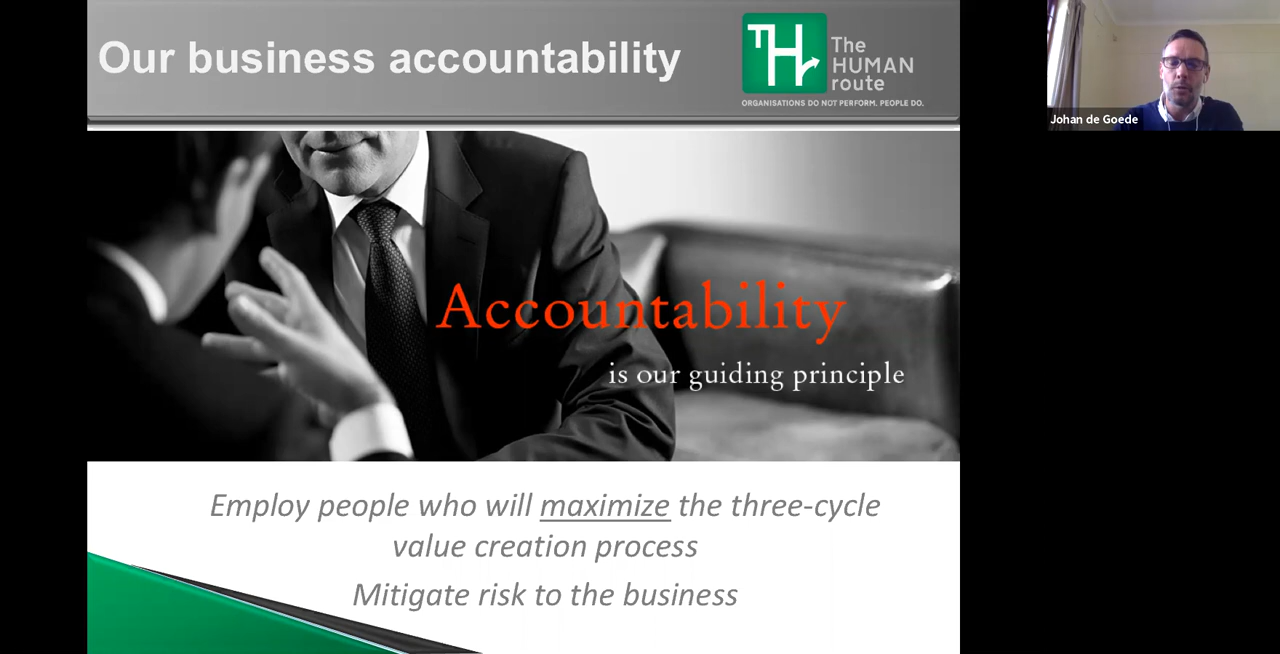 Our business accountability
THr
The
HUMAN
route
ORGANISATIONS DO NOT PERFORM. PEOPLE DO.
Johan de Goede
Accountability
is our guiding principle
Employ people who will maximize the three-cycle
value creation process
Mitigate risk to the business